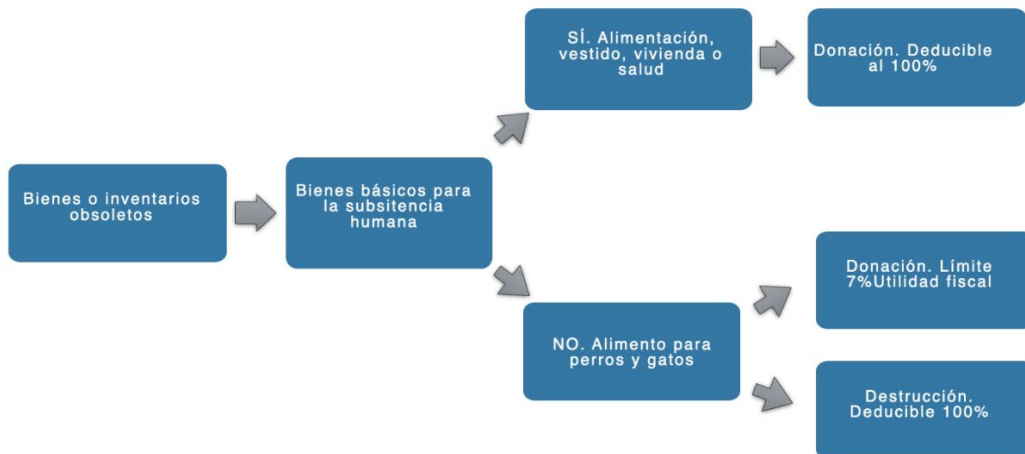 SÍ. Alimentación,
vestido, vivienda o
salud
Donación. Deducible
al 100%
Bienes o inventarios
obsoletos
Bienes básicos para
la subsitencia
humana
Donación. Límite
7%Utilidad fiscal
NO. Alimento para
perros y gatos
Destrucción.
Deducible 100%